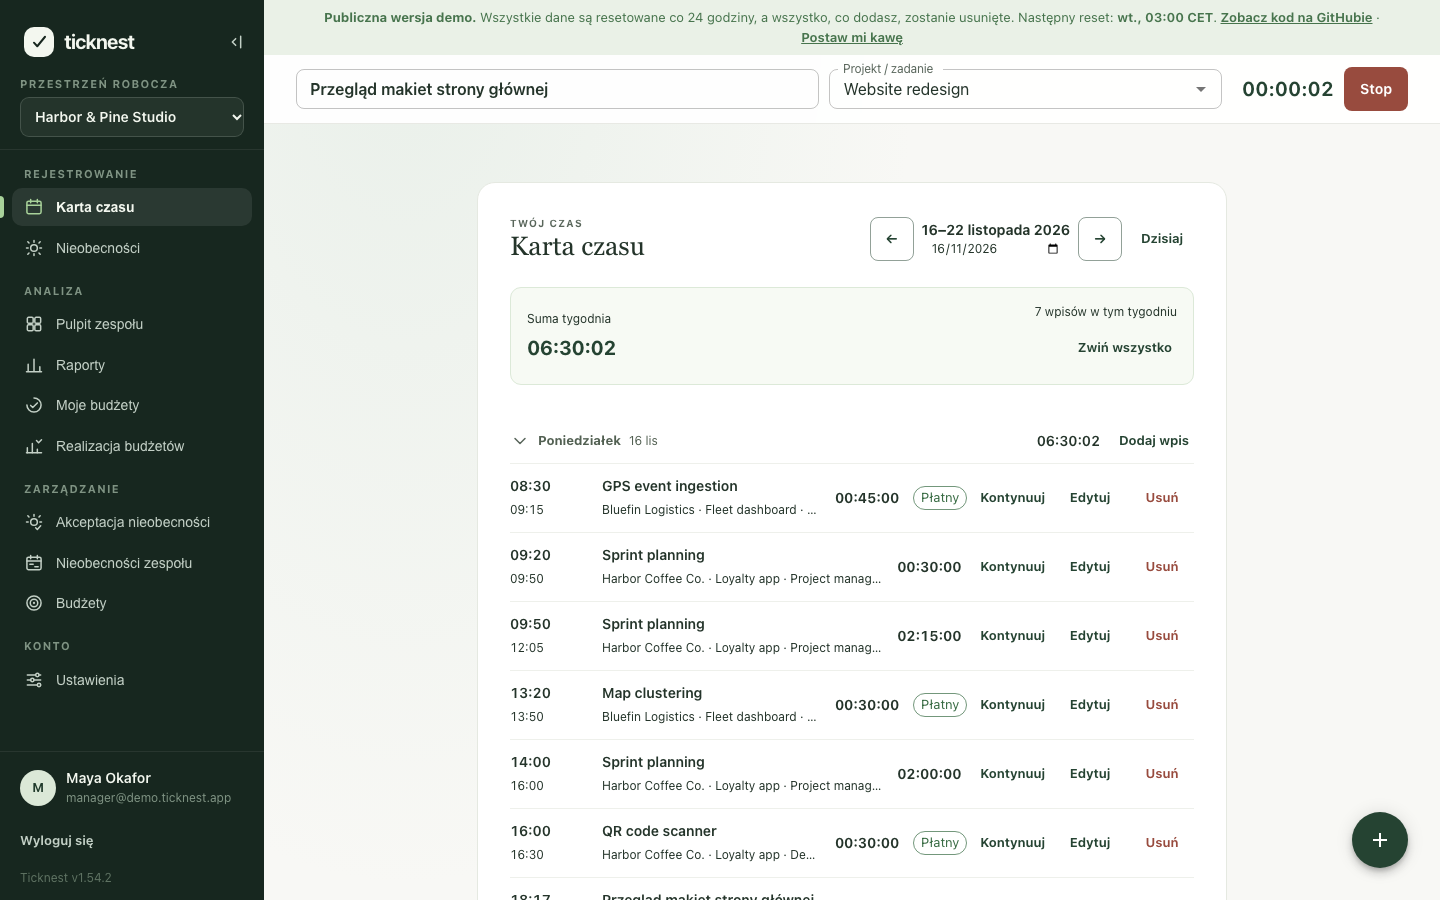 ticknest
PRZESTRZEŃ ROBOCZA
Harbor & Pine Studio
REJESTROWANIE
Karta czasu
Nieobecności
ANALIZA
Pulpit zespołu
Raporty
Moje budżety
Realizacja budżetów
ZARZĄDZANIE
Akceptacja nieobecności
Nieobecności zespołu
Budżety
KONTO
Ustawienia
M
Maya Okafor
manager@demo.ticknest.app
Wyloguj się
Ticknest v1.54.2
Publiczna wersja demo. Wszystkie dane są resetowane co 24 godziny, a wszystko, co dodasz, zostanie usunięte. Następny reset: wt., 03:00 CET. Zobacz kod na GitHubie ·
Postaw mi kawę
Przegląd makiet strony głównej
Projekt / zadanie
Website redesign
00:00:02
Stop
TWÓJ CZAS
Karta czasu
16–22 listopada 2026
16/11/2026
Dzisiaj
Suma tygodnia
06:30:02
7 wpisów w tym tygodniu
Zwiń wszystko
Poniedziałek 16 lis
06:30:02
Dodaj wpis
08:30
09:15
GPS event ingestion
Bluefin Logistics · Fleet dashboard · ...
00:45:00
Płatny
Kontynuuj
Edytuj
Usuń
09:20
09:50
Sprint planning
Harbor Coffee Co. · Loyalty app · Project manag...
00:30:00
Kontynuuj
Edytuj
Usuń
09:50
12:05
Sprint planning
Harbor Coffee Co. · Loyalty app · Project manag...
02:15:00
Kontynuuj
Edytuj
Usuń
13:20
13:50
Map clustering
Bluefin Logistics · Fleet dashboard · ...
00:30:00
Płatny
Kontynuuj
Edytuj
Usuń
14:00
16:00
Sprint planning
Harbor Coffee Co. · Loyalty app · Project manag...
02:00:00
Kontynuuj
Edytuj
Usuń
16:00
16:30
QR code scanner
Harbor Coffee Co. · Loyalty app · De...
00:30:00
Płatny
Kontynuuj
Edytuj
Usuń
18:17
Przegląd makiet strony głównej